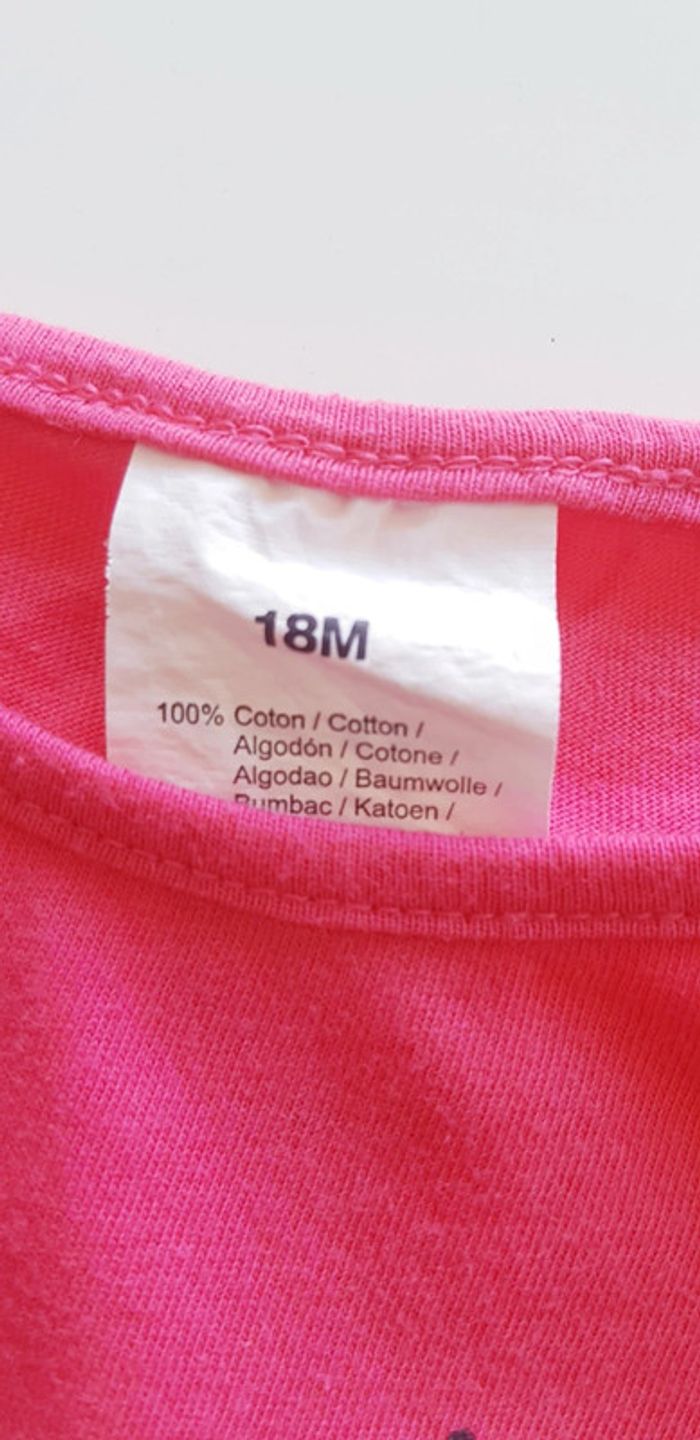 18M
100% Coton / Cotton /
Algodón / Cotone /
Algodao / Baumwolle /
Bumbac / Katoen /